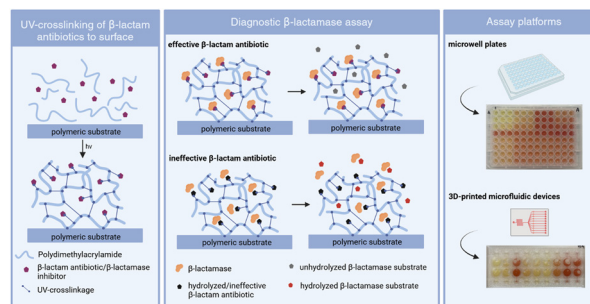 UV-crosslinking of β-lactam
antibiotics to surface
polymeric substrate
hν
polymeric substrate
Polydimethylacrylamide
β-lactam antibiotic/βlactamase
inhibitor
UV-crosslinkage
Diagnostic β-lactamase assay
effective β-lactam antibiotic
polymeric substrate
polymeric substrate
ineffective β-lactam antibiotic
polymeric substrate
polymeric substrate
β-lactamase
hydrolyzed/ineffective
β-lactam antibiotic
unhydrolyzed β-lactamase substrate
hydrolyzed β-lactamase substrate
Assay platforms
microwell plates
A
3D-printed microfluidic devices